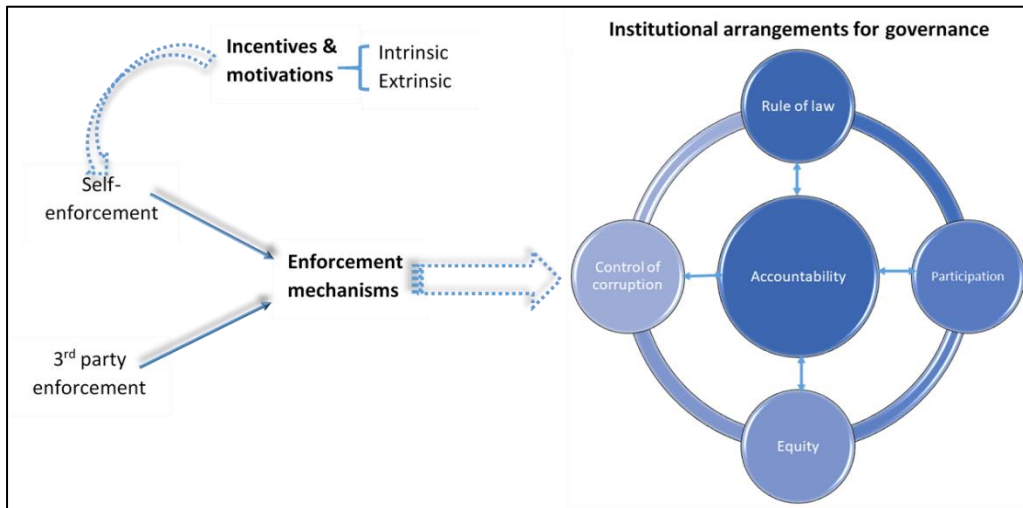 Incentives &
motivations
Intrinsic
Extrinsic
Self-
enforcement
Enforcement
mechanisms
3rd party
enforcement
Institutional arrangements for governance
Rule of law
Control of
corruption
Accountability
Participation
Equity